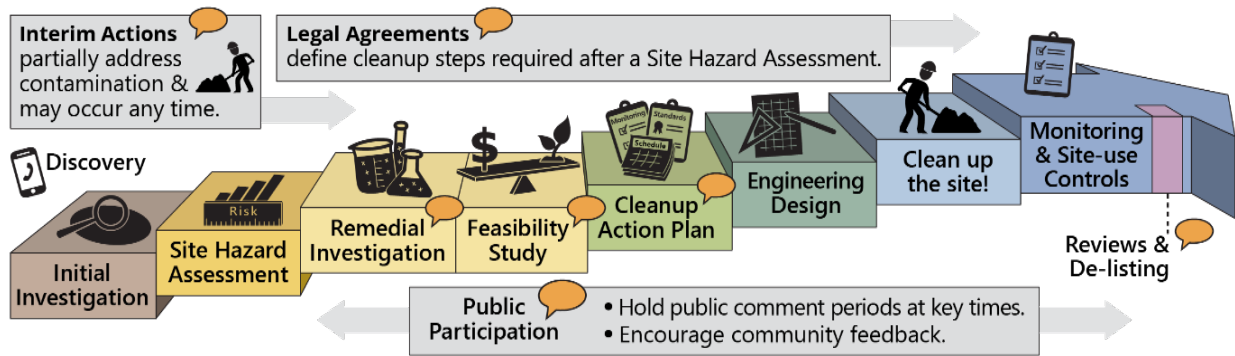 Interim Actions
partially address
contamination &
may occur any time.
Legal Agreements
define cleanup steps required after a Site Hazard Assessment.
Discovery
Initial
Investigation
Risk
Site Hazard
Assessment
Remedial
Investigation
$
Feasibility
Study
Monitoring
Standards
Schedule
Cleanup
Action Plan
Engineering
Design
Clean up
the site!
Monitoring
& Site-use
Controls
Reviews &
De-listing
Public
Participation
• Hold public comment periods at key times.
• Encourage community feedback.